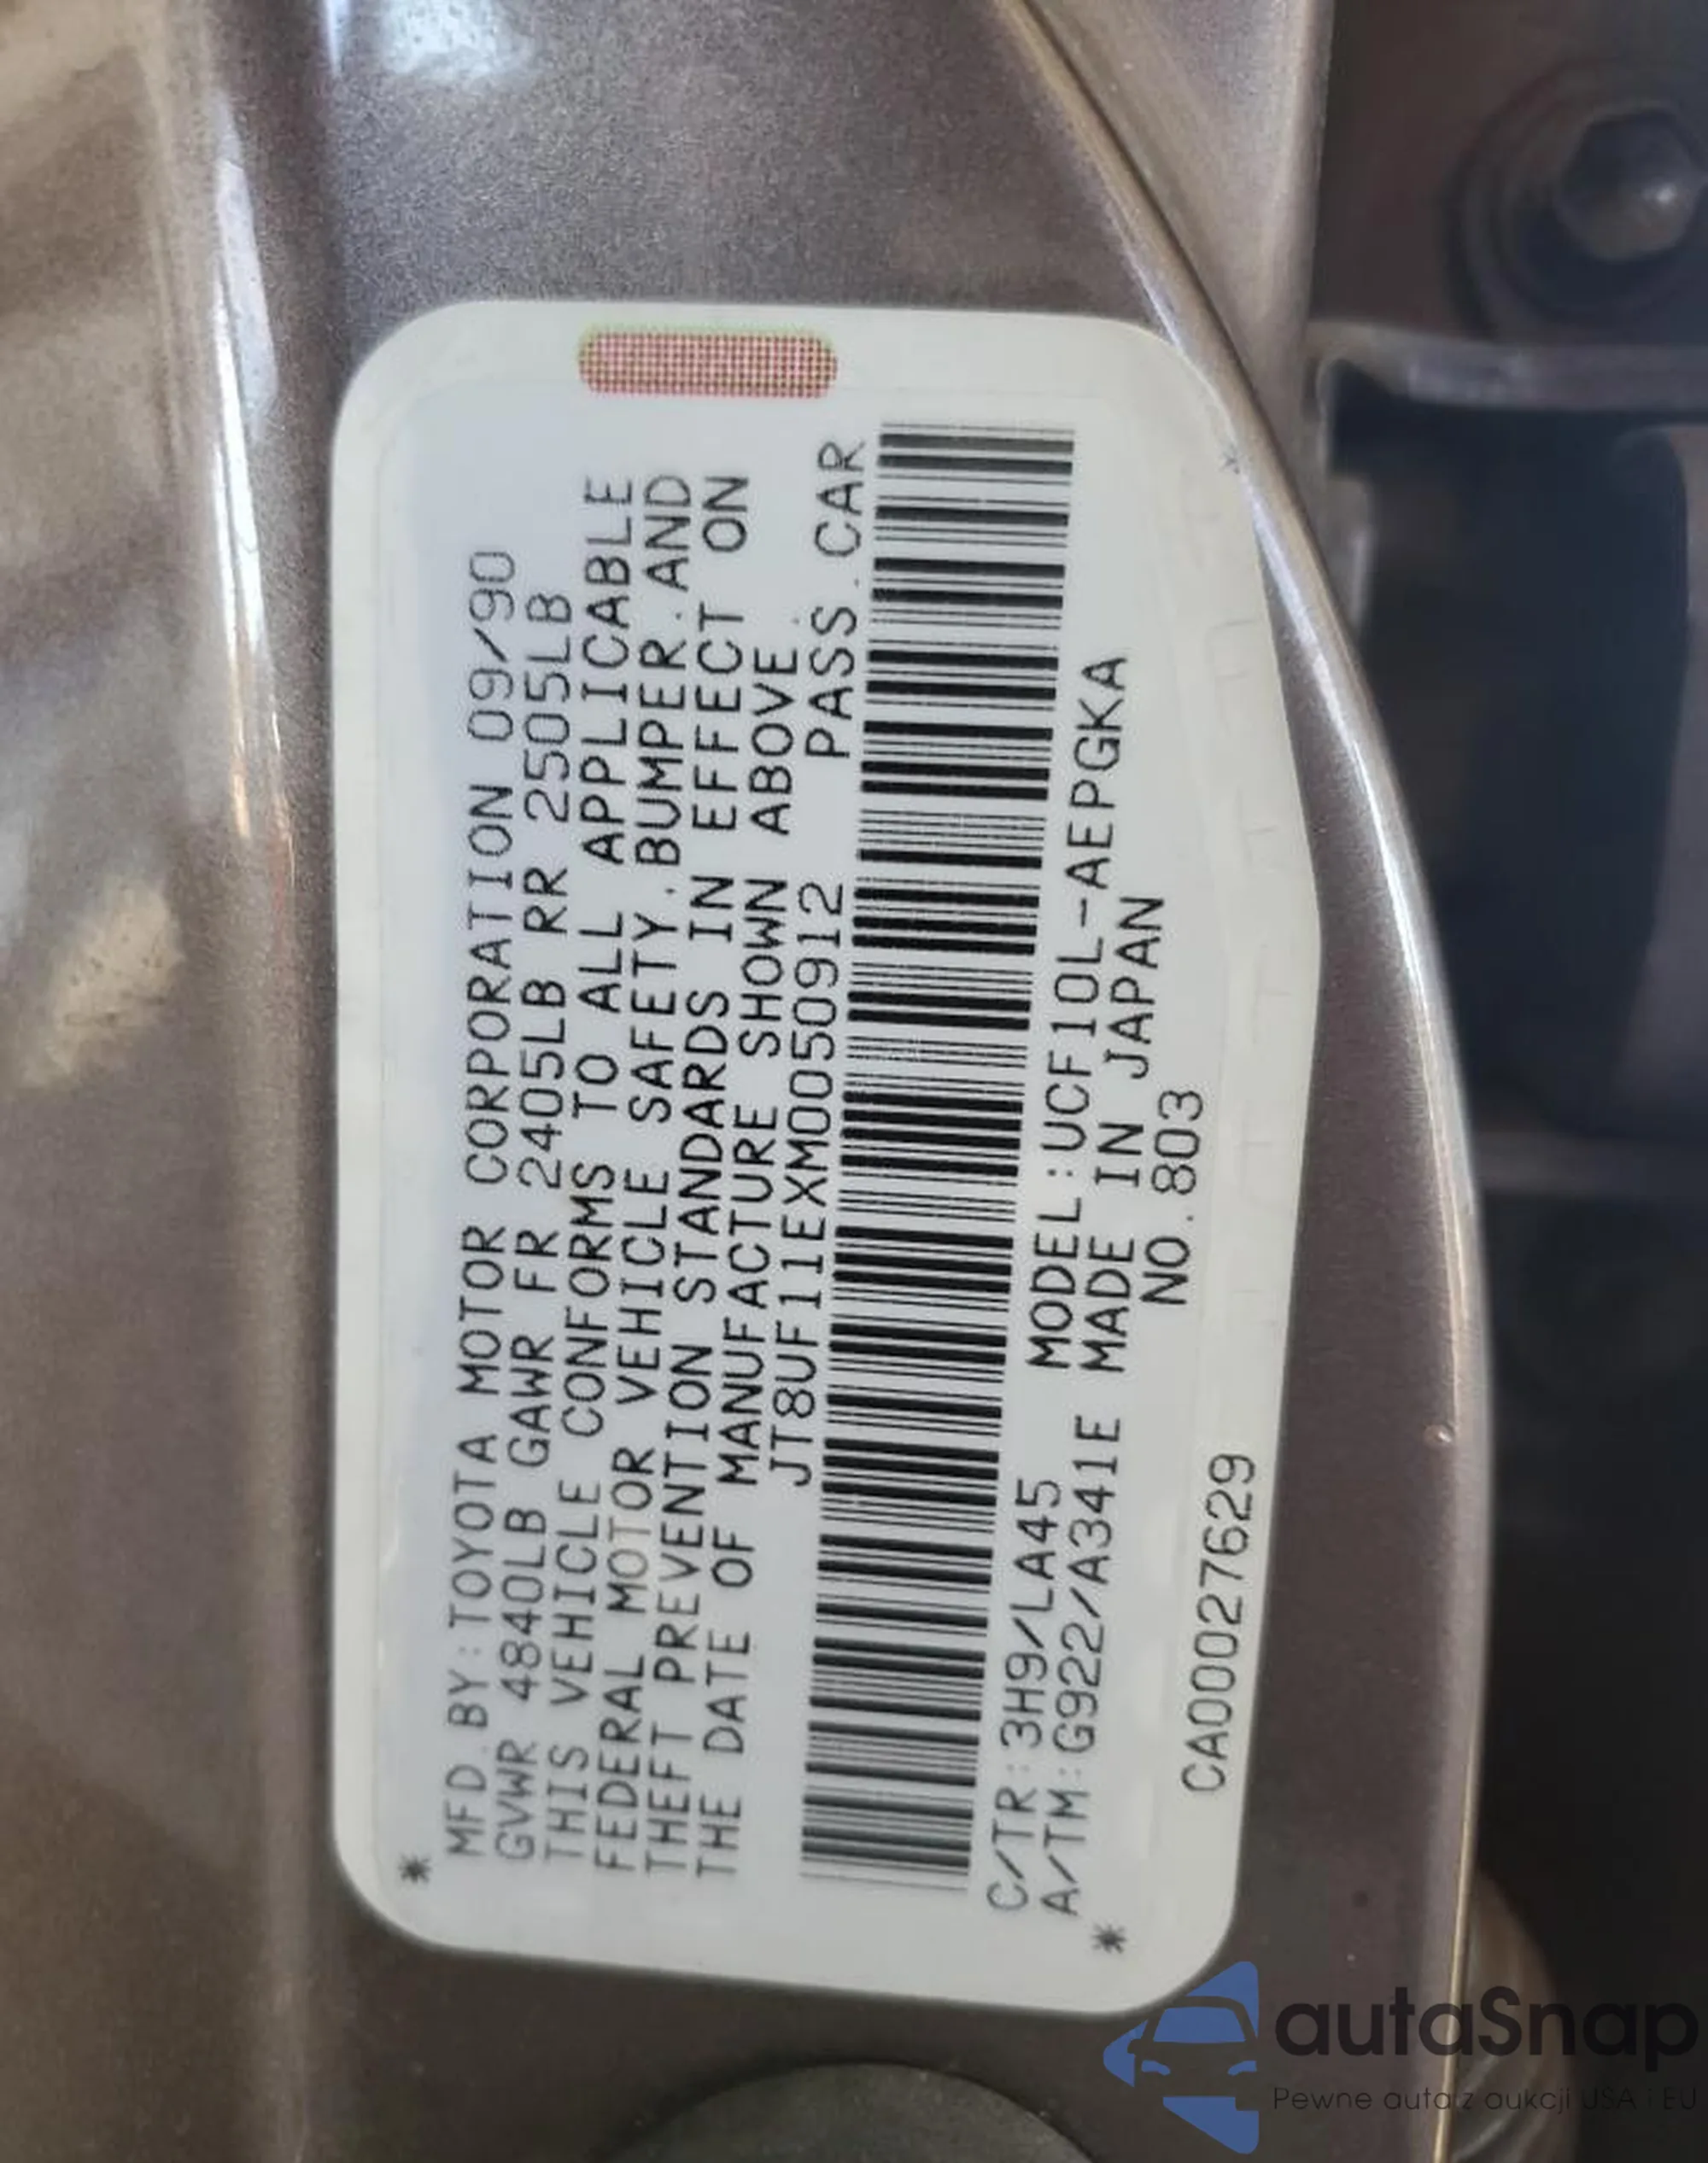 MFD.BY:TOYOTA MOTOR CORPORATION 09/90
GVWR 4840LB GAWR FR 2405LB RR 2505LB
THIS VEHICLE CONFORMS TO ALL APPLICABLE
FEDERAL MOTOR VEHICLE SAFETY.BUMPER.AND
THEFT PREVENTION STANDARDS IN EFFECT ON
THE DATE OF MANUFACTURE SHOWN ABOVE.
JT8UF11EXM0050912 PASS.CAR
C/TR:3H9/LA45 MODEL:UCF10L-AEPGKA
A/TM:G922/A341E MADE IN JAPAN
NO.803
CA00027629
autaSnap
Pewne auta z aukcji USA i EU